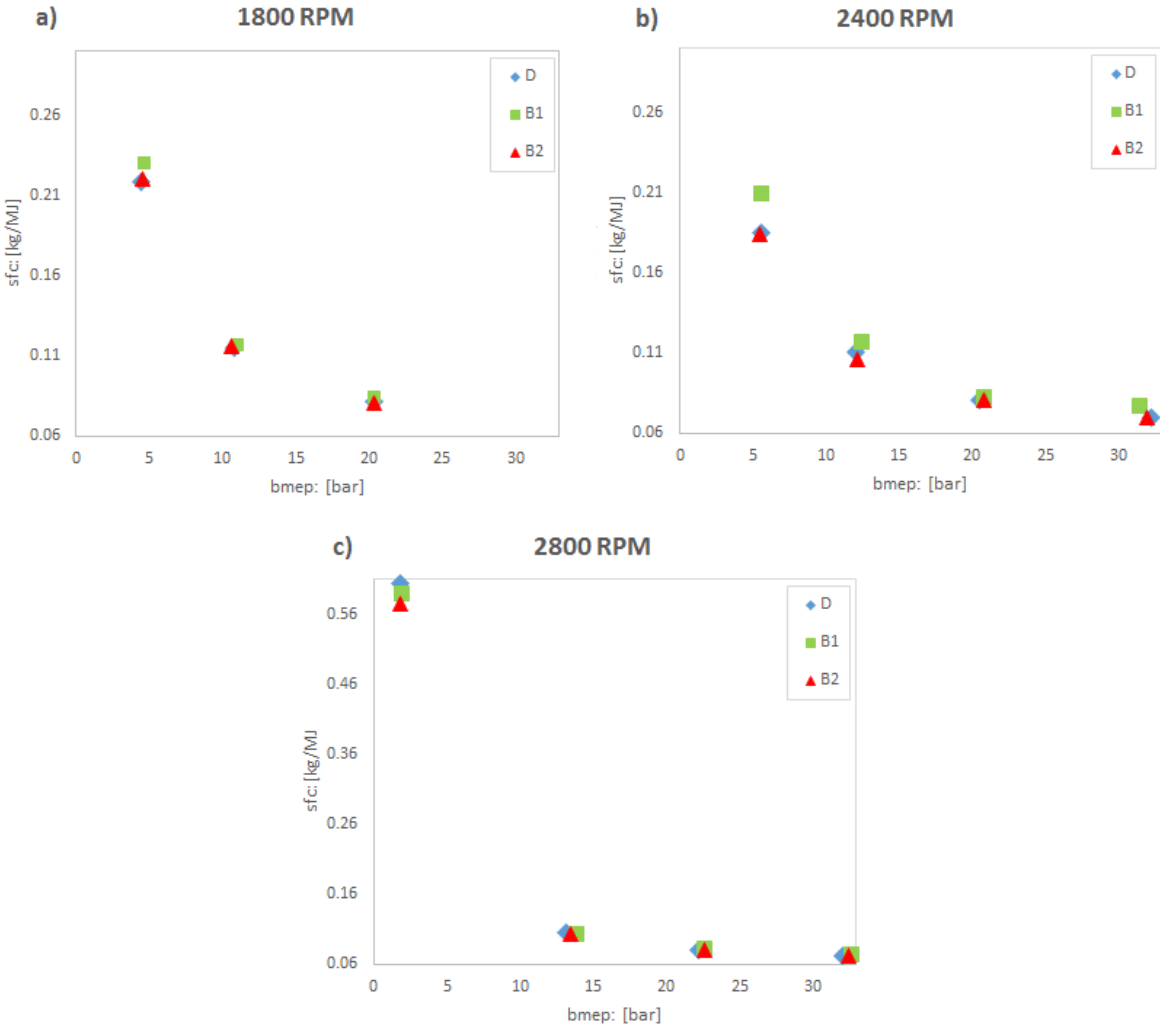 a) 1800 RPM
D
B1
B2
0.26
0.21
0.16
0.11
0.06
sfc: [kg/MJ]
0 5 10 15 20 25 30
bmep: [bar]
b) 2400 RPM
D
B1
B2
0.26
0.21
0.16
0.11
0.06
sfc: [kg/MJ]
0 5 10 15 20 25 30
bmep: [bar]
c) 2800 RPM
D
B1
B2
0.56
0.46
0.36
0.26
0.16
0.06
sfc: [kg/MJ
0 5 10 15 20 25 30
bmep: [bar]